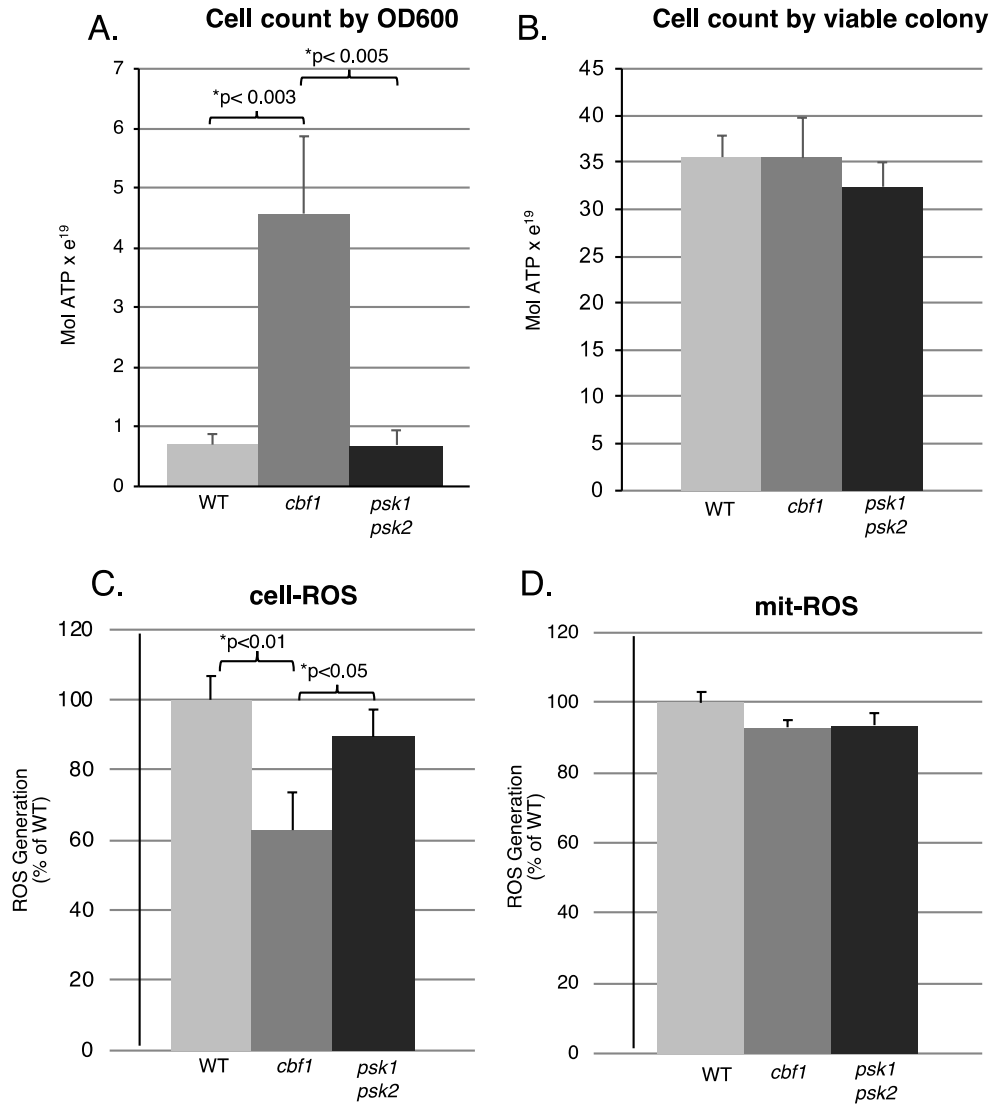 A.
Cell count by OD600
*p< 0.005
*p< 0.003
7
6
5
4
3
2
1
0
Mol ATP x e19
WT
cbf1
psk1
psk2
B.
Cell count by viable colony
45
40
35
30
25
20
15
10
5
0
Mol ATP x e19
WT
cbf1
psk1
psk2
C.
cell-ROS
*p<0.01
*p<0.05
120
100
80
60
40
20
0
ROS Generation
(% of WT)
WT
cbf1
psk1
psk2
D.
mit-ROS
120
100
80
60
40
20
0
ROS Generation
(% of WT)
WT
cbf1
psk1
psk2